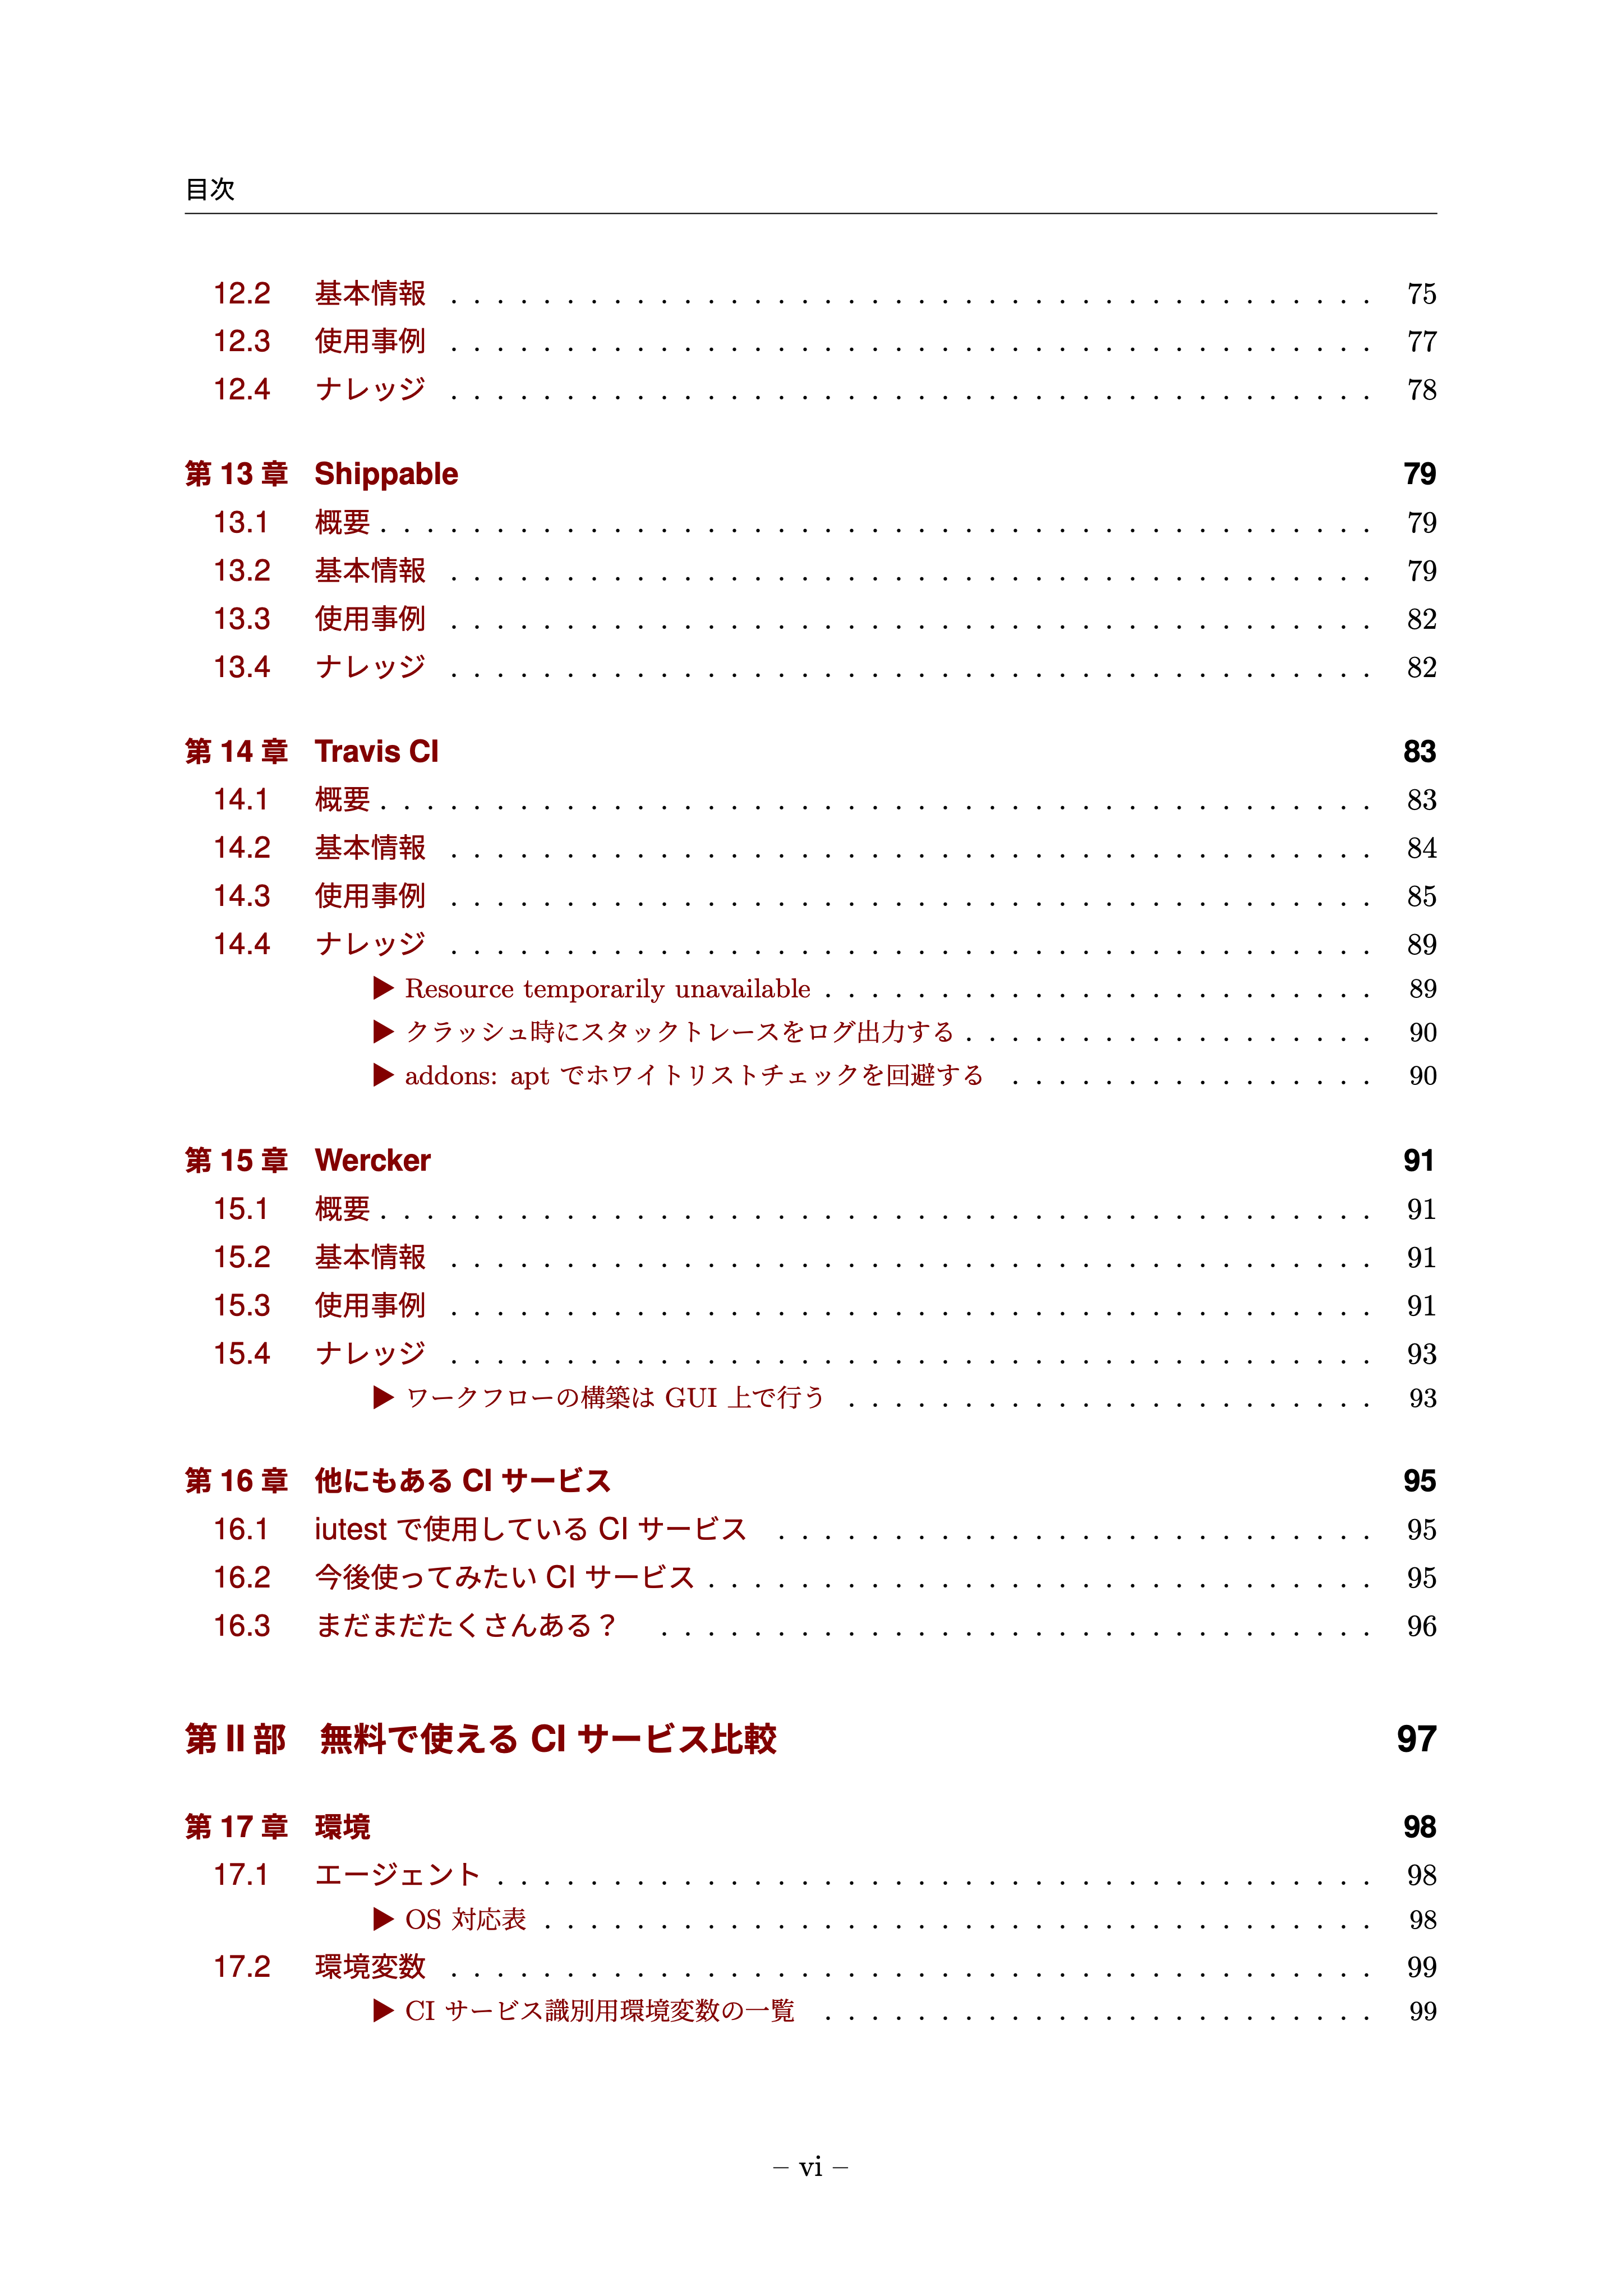 目次
12.2 基本情報 . . . . . . . . . . . . . . . . . . . . 75
12.3 使用事例 . . . . . . . . . . . . . . . . . . . . 77
12.4 ナレッジ . . . . . . . . . . . . . . . . . . . . 78
第 13 章 Shippable 79
13.1 概要 . . . . . . . . . . . . . . . . . . . . 79
13.2 基本情報 . . . . . . . . . . . . . . . . . . . . 79
13.3 使用事例 . . . . . . . . . . . . . . . . . . . . 82
13.4 ナレッジ . . . . . . . . . . . . . . . . . . . . 82
第 14 章 Travis CI 83
14.1 概要 . . . . . . . . . . . . . . . . . . . . 83
14.2 基本情報 . . . . . . . . . . . . . . . . . . . . 84
14.3 使用事例 . . . . . . . . . . . . . . . . . . . . 85
14.4 ナレッジ . . . . . . . . . . . . . . . . . . . . 89
▶ Resource temporarily unavailable . . . . . . . . . . . . . . . . . . . . 89
▶ クラッシュ時にスタックトレースをログ出力する . . . . . . . . . . . . . . . . . . 90
▶ addons: apt でホワイトリストチェックを回避する . . . . . . . . . . . . . . . . 90
第 15 章 Wercker 91
15.1 概要 . . . . . . . . . . . . . . . . . . . . 91
15.2 基本情報 . . . . . . . . . . . . . . . . . . . . 91
15.3 使用事例 . . . . . . . . . . . . . . . . . . . . 91
15.4 ナレッジ . . . . . . . . . . . . . . . . . . . . 93
▶ ワークフローの構築は GUI 上で行う . . . . . . . . . . . . . . . . . . . . 93
第 16 章 他にもある CI サービス 95
16.1 iutest で使用している CI サービス . . . . . . . . . . . . . . . . . . . . 95
16.2 今後使ってみたい CI サービス . . . . . . . . . . . . . . . . . . . . 95
16.3 まだまだたくさんある？ . . . . . . . . . . . . . . . . . . . . 96
第 II 部 無料で使える CI サービス比較 97
第 17 章 環境 98
17.1 エージェント . . . . . . . . . . . . . . . . . . . . 98
▶ OS 対応表 . . . . . . . . . . . . . . . . . . . . 98
17.2 環境変数 . . . . . . . . . . . . . . . . . . . . 99
▶ CI サービス識別用環境変数の一覧 . . . . . . . . . . . . . . . . . . . . 99
– vi –